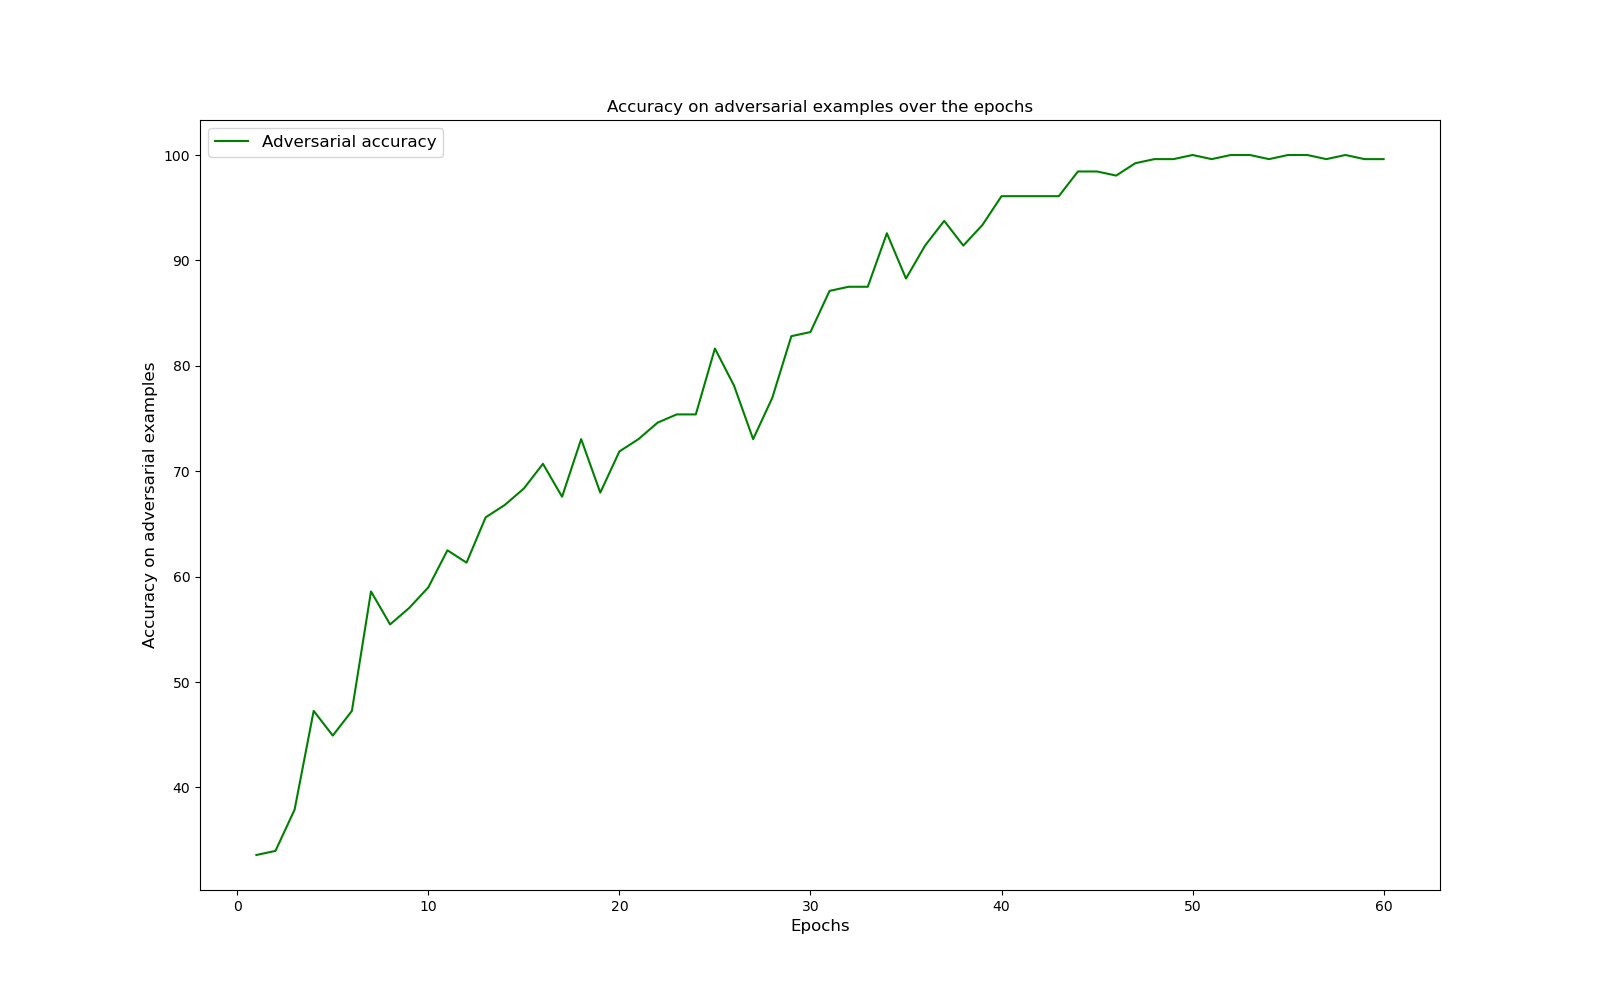 Accuracy on adversarial examples over the epochs
Adversarial accuracy
100
90
80
70
60
50
40
Accuracy on adversarial examples
0 10 20 30 40 50 60
Epochs